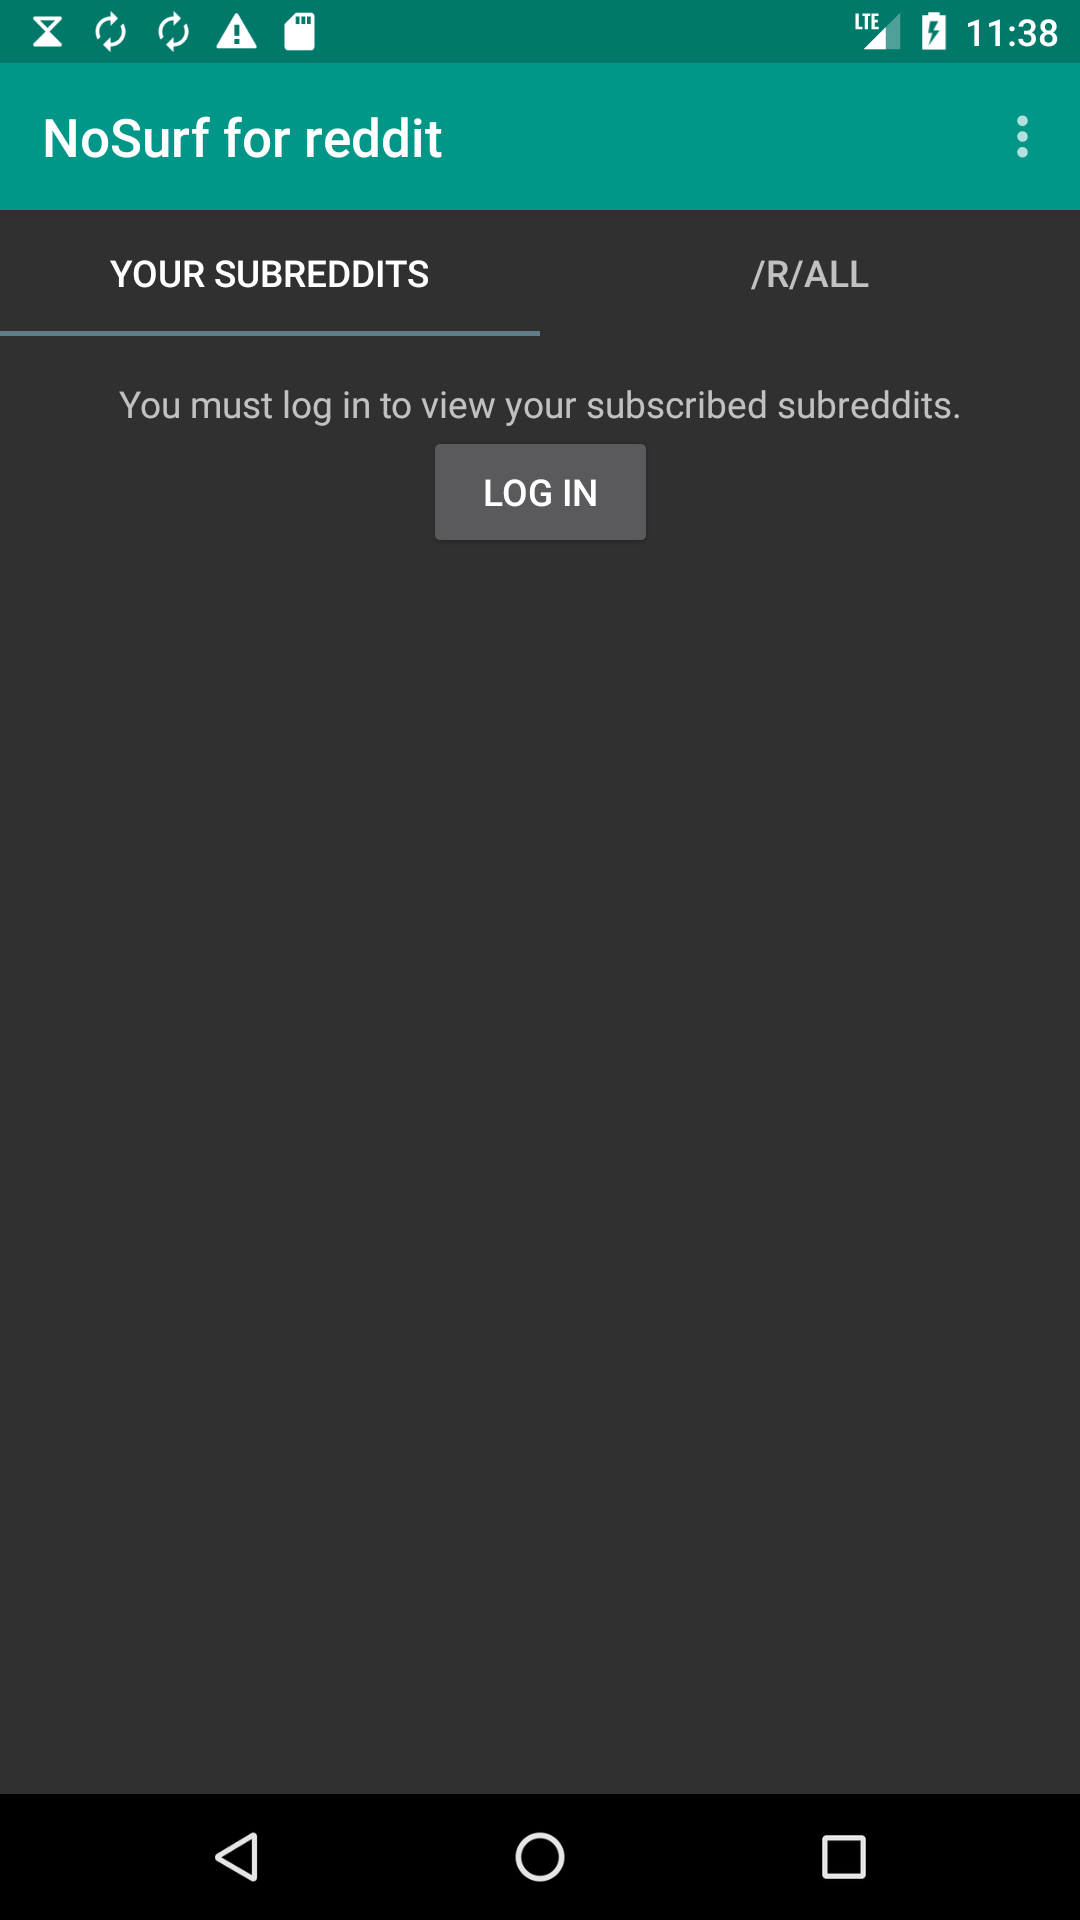 LTE 11:38
NoSurf for reddit
YOUR SUBREDDITS /R/ALL
You must log in to view your subscribed subreddits.
LOG IN